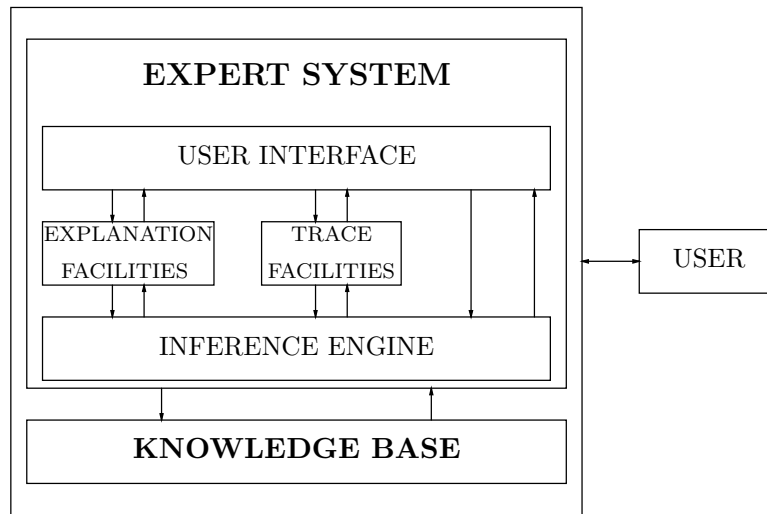 EXPERT SYSTEM
USER INTERFACE
EXPLANATION
FACILITIES
TRACE
FACILITIES
USER
INFERENCE ENGINE
KNOWLEDGE BASE